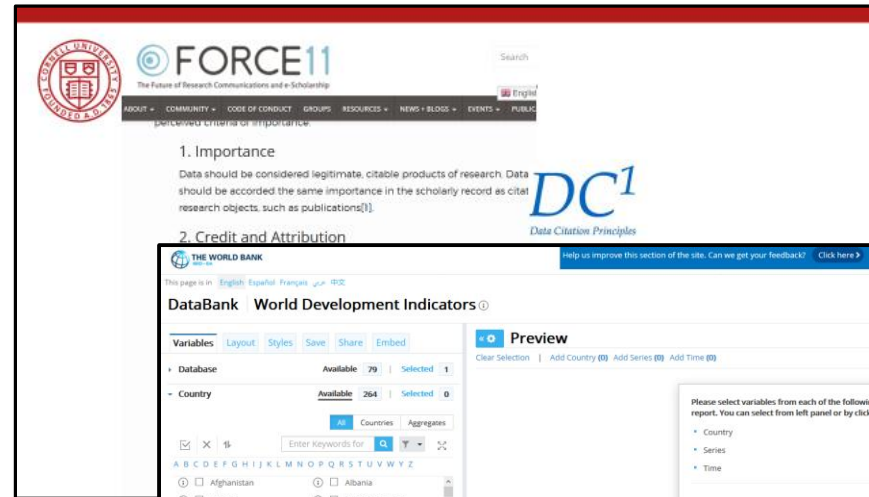 CORNELL UNIVERSITY
FOUNDED A.D. 1865
FORCE11
The Future of Research Communications and e-Scholarship
Search
English
ABOUT COMMUNITY CODE OF CONDUCT GROUPS RESOURCES NEWS + BLOGS EVENTS PUBLIC
perceived criteria of importance.
1. Importance
Data should be considered legitimate, citable products of research. Data
should be accorded the same importance in the scholarly record as citat
research objects, such as publications[1].
DC1
Data Citation Principles
2. Credit and Attribution
THE WORLD BANK
IBRD • IDA
Help us improve this section of the site. Can we get your feedback? Click here >
This page is in English Español Français عربي 中文
DataBank World Development Indicators
Variables Layout Styles Save Share Embed
Database Available 79 | Selected 1
Country Available 264 | Selected 0
All Countries Aggregates
Enter Keywords for
A B C D E F G H I J K L M N O P Q R S T U V W Y Z
Afghanistan Albania
Preview
Clear Selection | Add Country (0) Add Series (0) Add Time (0)
Please select variables from each of the followin
report. You can select from left panel or by click
Country
Series
Time